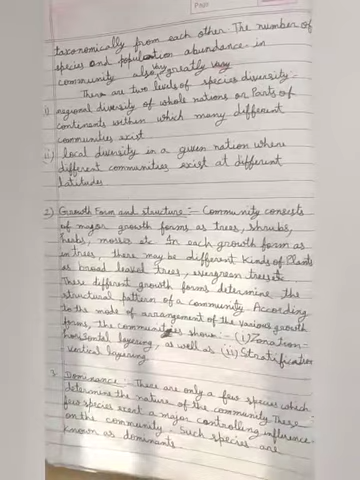 Page
taxonomically from each other The number of
species and population abundance in
community also vary greatly
There are two levels of species diversity :-
i) regional diversity of whole nations or Parts of
continents within which many different
communities exist
ii) local diversity in a given nation where
different communities exist at different
latitudes
2) Growth Form and structure :- Community consists
of major growth forms as trees, shrubs,
herbs, mosses etc In each growth form as
in trees, there may be different kinds of Plants
as broad leaved trees, evergreen trees etc.
These different growth forms determine the
structural pattern of a community. According
to the mode of arrangement of the various growth
forms, the communities shows - (i) Zonation-
horizontal layering, as well as (ii) Stratification
vertical layering
3. Dominance - There are only a few species which
determine the nature of the community. These
few species exert a major controlling influence
on the community. Such species are
known as dominants